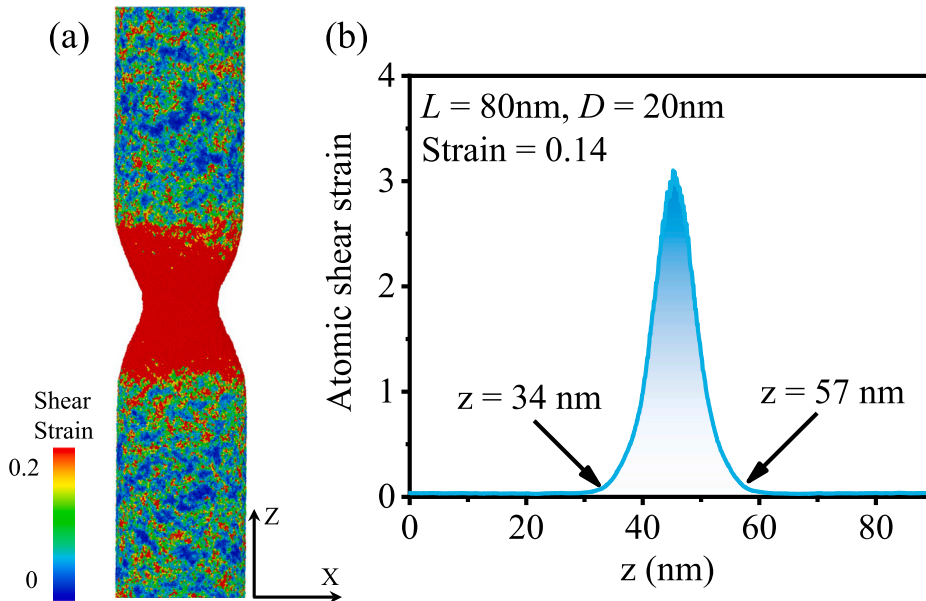 (a)
Shear
Strain
0.2
0
Z
X
(b)
L = 80nm, D = 20nm
Strain = 0.14
Atomic shear strain
4
3
2
1
0
z = 34 nm
z = 57 nm
0 20 40 60 80
z (nm)